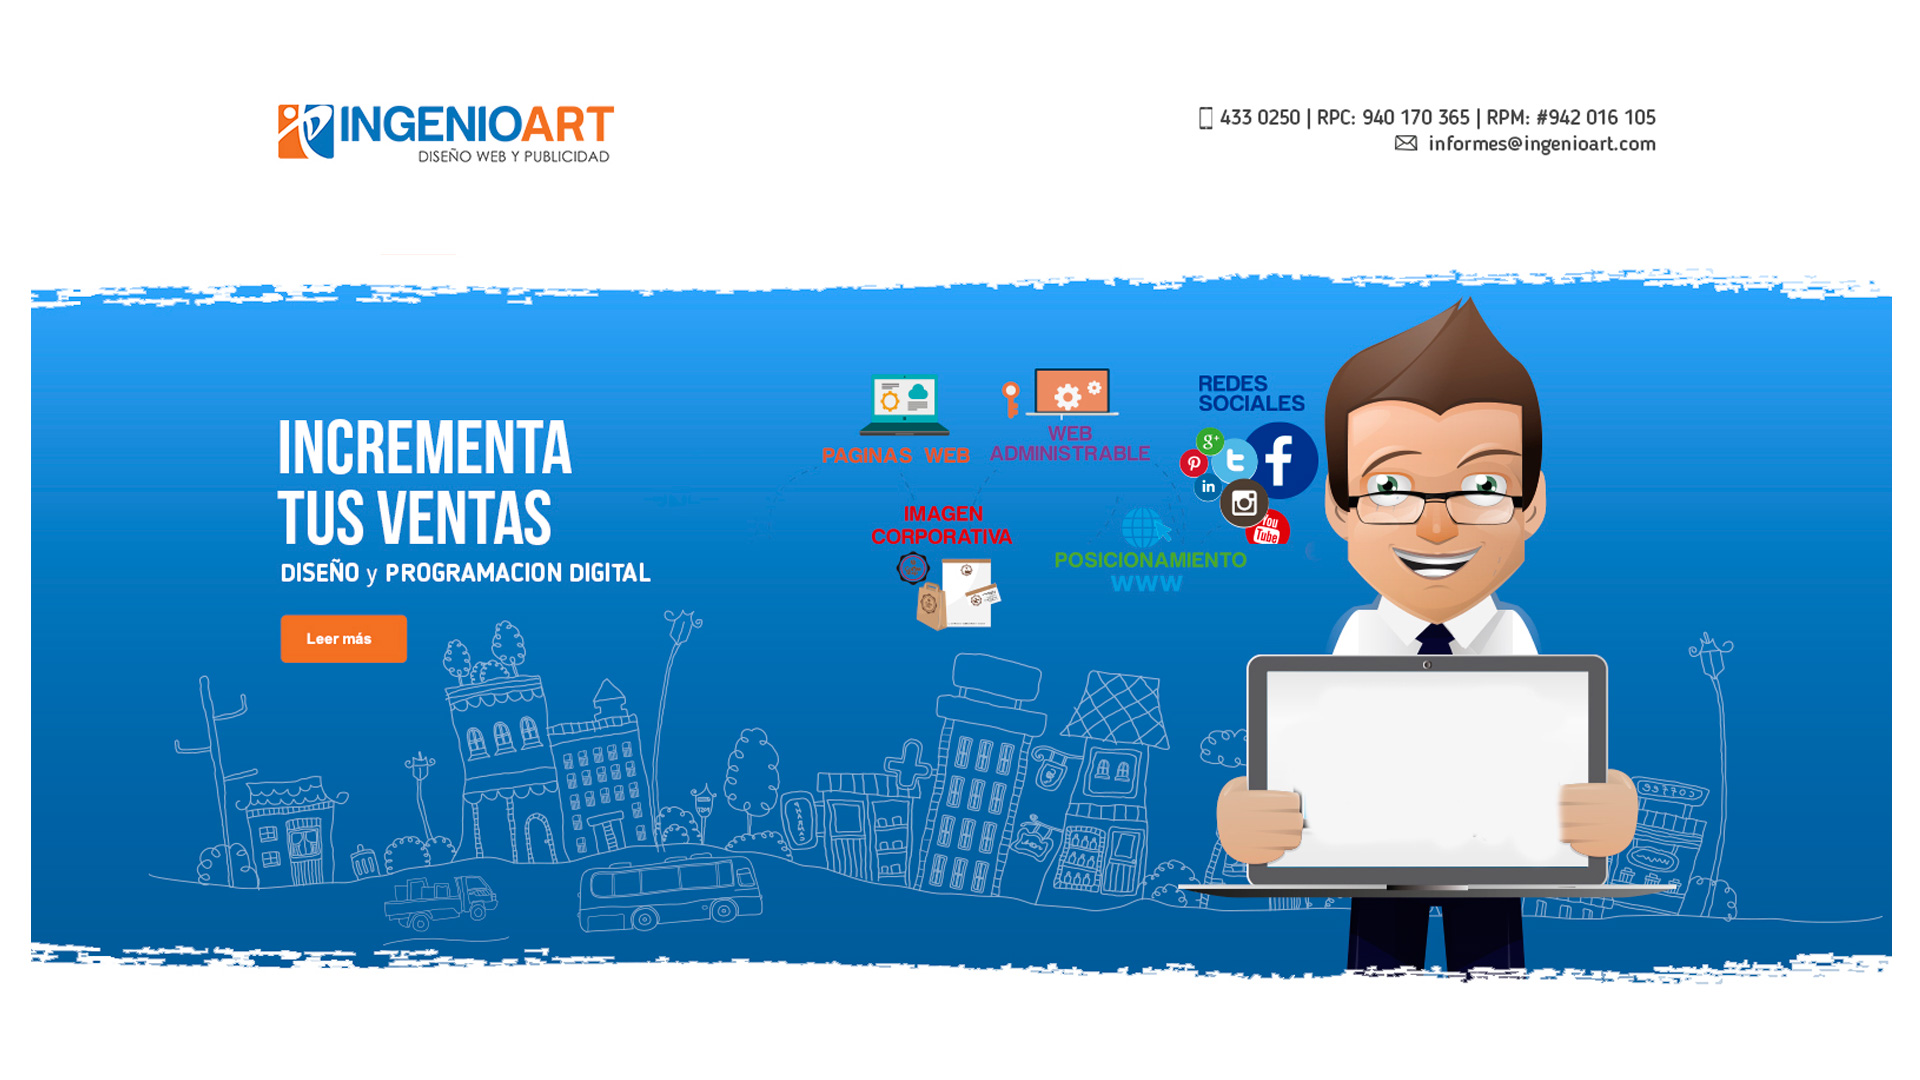 INGENIOART
DISEÑO WEB Y PUBLICIDAD
433 0250 | RPC: 940 170 365 | RPM: #942 016 105
informes@ingenioart.com
INCREMENTA
TUS VENTAS
DISEÑO y PROGRAMACION DIGITAL
Leer más
PAGINAS WEB
WEB
ADMINISTRABLE
REDES
SOCIALES
g+
in
f
You
Tube
IMAGEN
CORPORATIVA
POSICIONAMIENTO
WWW